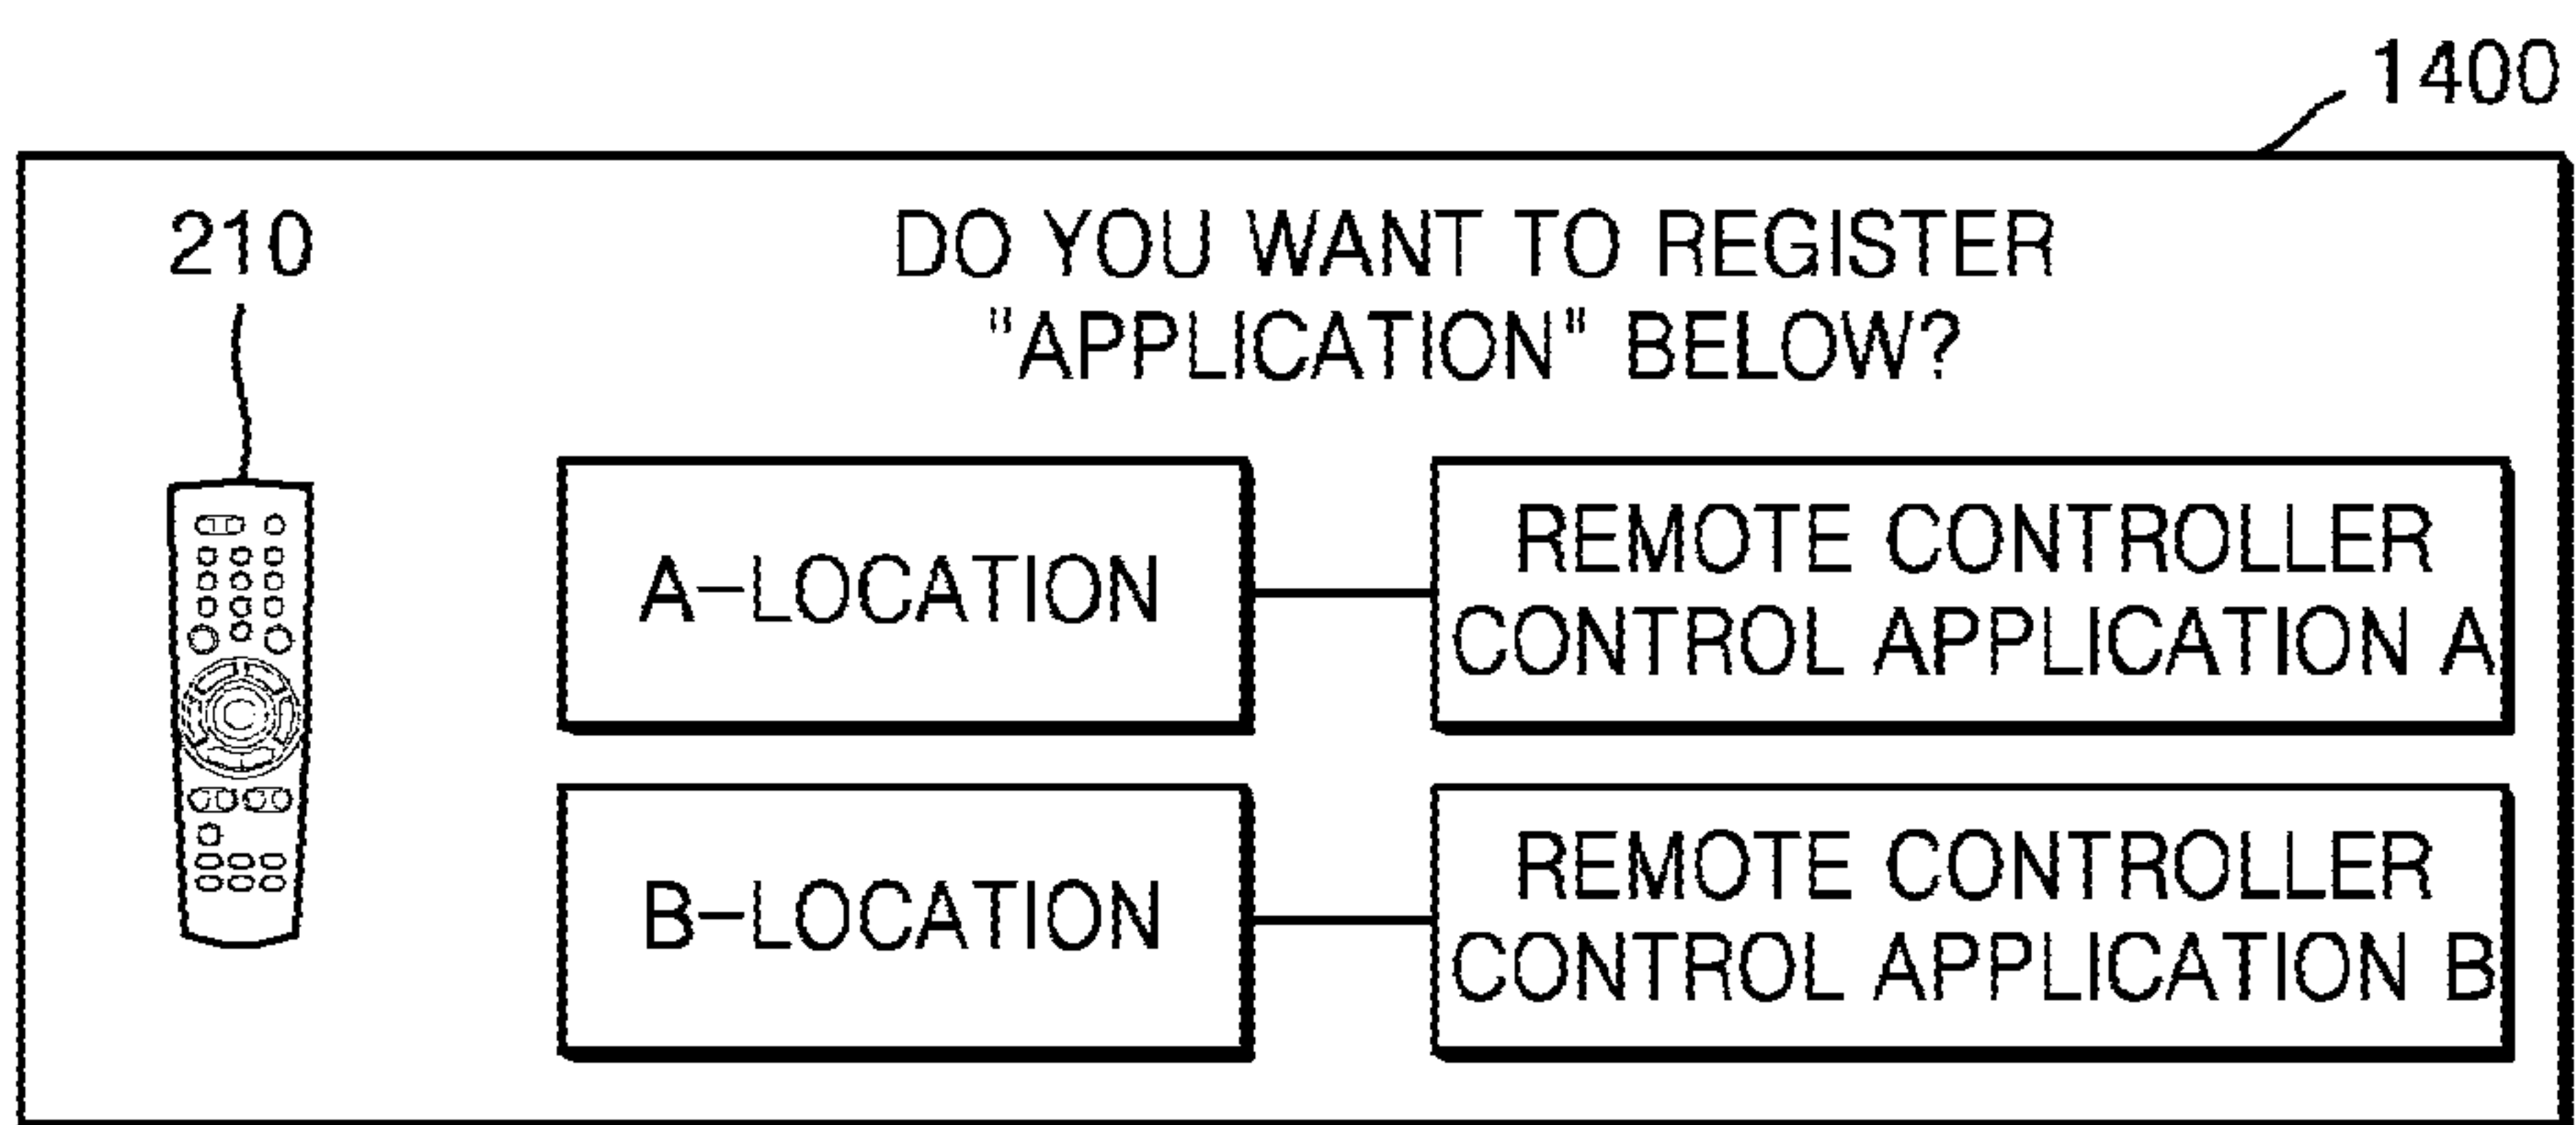 1400
210
DO YOU WANT TO REGISTER
"APPLICATION" BELOW?
A-LOCATION
REMOTE CONTROLLER
CONTROL APPLICATION A
B-LOCATION
REMOTE CONTROLLER
CONTROL APPLICATION B